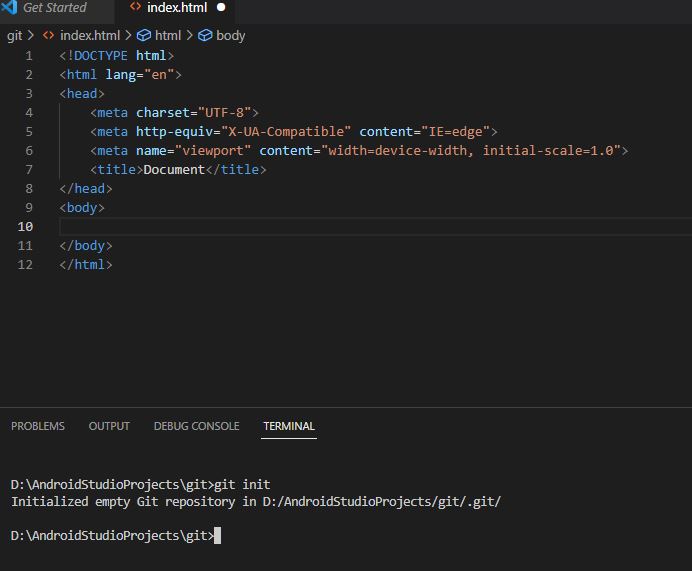 Get Started index.html
git > index.html > html > body
1 <!DOCTYPE html>
2 <html lang="en">
3 <head>
4     <meta charset="UTF-8">
5     <meta http-equiv="X-UA-Compatible" content="IE=edge">
6     <meta name="viewport" content="width=device-width, initial-scale=1.0">
7     <title>Document</title>
8 </head>
9 <body>
10
11 </body>
12 </html>
PROBLEMS OUTPUT DEBUG CONSOLE TERMINAL
D:\AndroidStudioProjects\git>git init
Initialized empty Git repository in D:/AndroidStudioProjects/git/.git/
D:\AndroidStudioProjects\git>